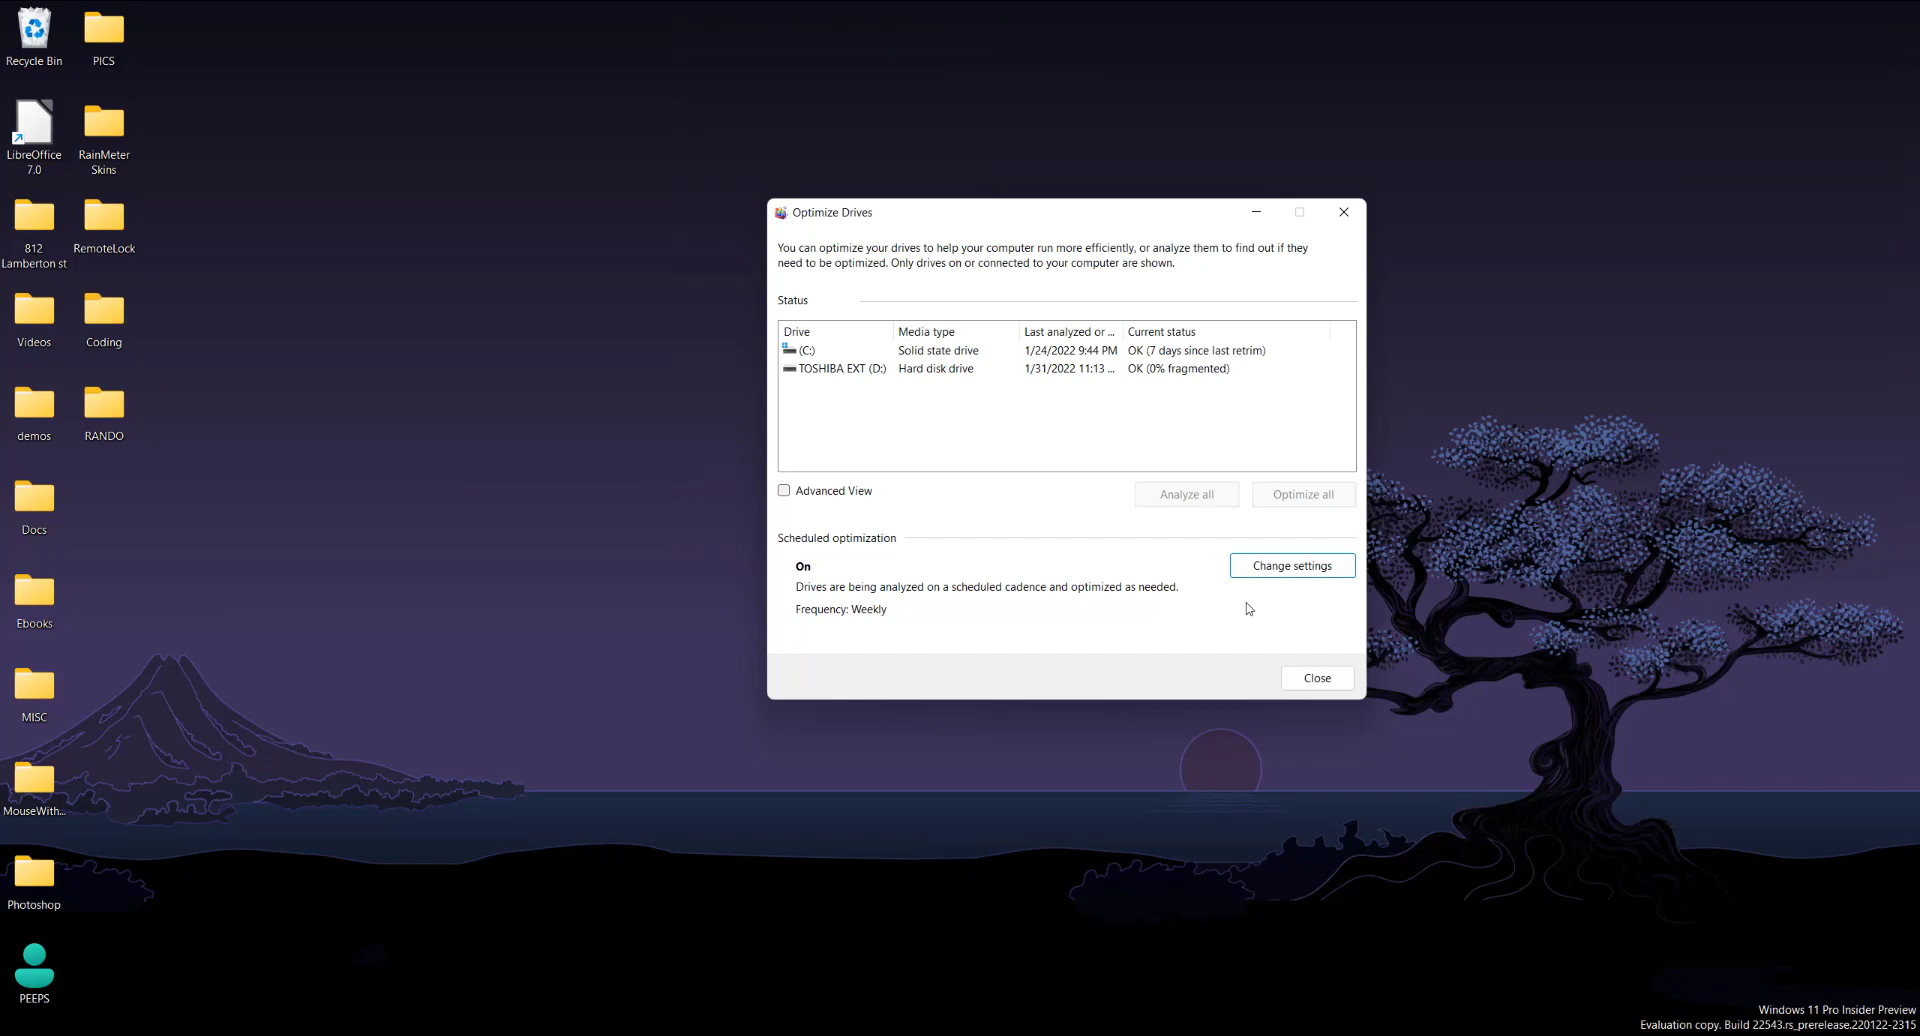 Recycle Bin
PICS
LibreOffice
7.0
RainMeter
Skins
812
Lamberton st
RemoteLock
Videos
Coding
demos
RANDO
Docs
Ebooks
MISC
MouseWith...
Photoshop
PEEPS
Optimize Drives
You can optimize your drives to help your computer run more efficiently, or analyze them to find out if they
need to be optimized. Only drives on or connected to your computer are shown.
Status
Drive Media type Last analyzed or ... Current status
(C:) Solid state drive 1/24/2022 9:44 PM OK (7 days since last retrim)
TOSHIBA EXT (D:) Hard disk drive 1/31/2022 11:13 ... OK (0% fragmented)
Advanced View
Analyze all
Optimize all
Scheduled optimization
On
Change settings
Drives are being analyzed on a scheduled cadence and optimized as needed.
Frequency: Weekly
Close
Windows 11 Pro Insider Preview
Evaluation copy. Build 22543.rs_prerelease.220122-2315